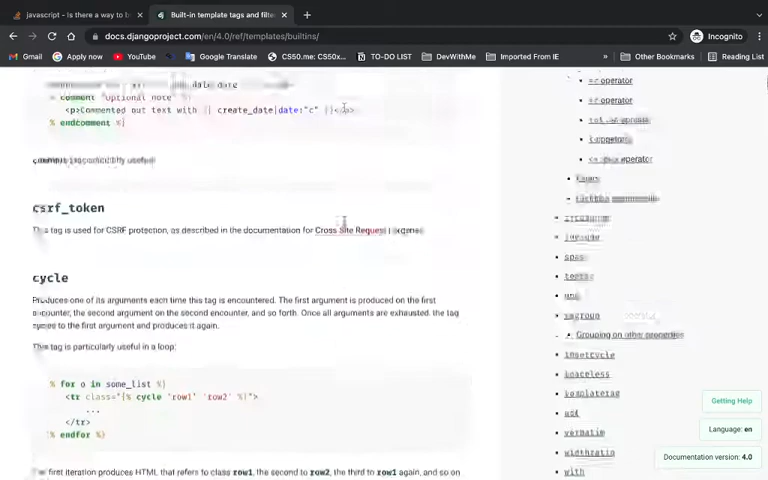 javascript - Is there a way to b
Built-in template tags and filte
docs.djangoproject.com/en/4.0/ref/templates/builtins/
Incognito
Gmail
Apply now
YouTube
Google Translate
CS50.me: CS50x...
TO-DO LIST
DevWithMe
Imported From IE
»
Other Bookmarks
Reading List
% comment "Optional note" %}
<p>Commented out text with {{ create_date|date:"c" }}</p>
% endcomment %}
csrf_token
This tag is used for CSRF protection, as described in the documentation for Cross Site Request
cycle
Produces one of its arguments each time this tag is encountered. The first argument is produced on the first
encounter, the second argument on the second encounter, and so forth. Once all arguments are exhausted, the tag
cycles to the first argument and produces it again.
This tag is particularly useful in a loop:
% for o in some_list %}
<tr class="{% cycle 'row1' 'row2' %}">
...
</tr>
% endfor %}
The first iteration produces HTML that refers to class row1, the second to row2, the third to row1 again, and so on
operator
operator
operator
operator
Grouping on other properties
spaceless
templatetag
url
verbatim
widthratio
with
Getting Help
Language: en
Documentation version: 4.0